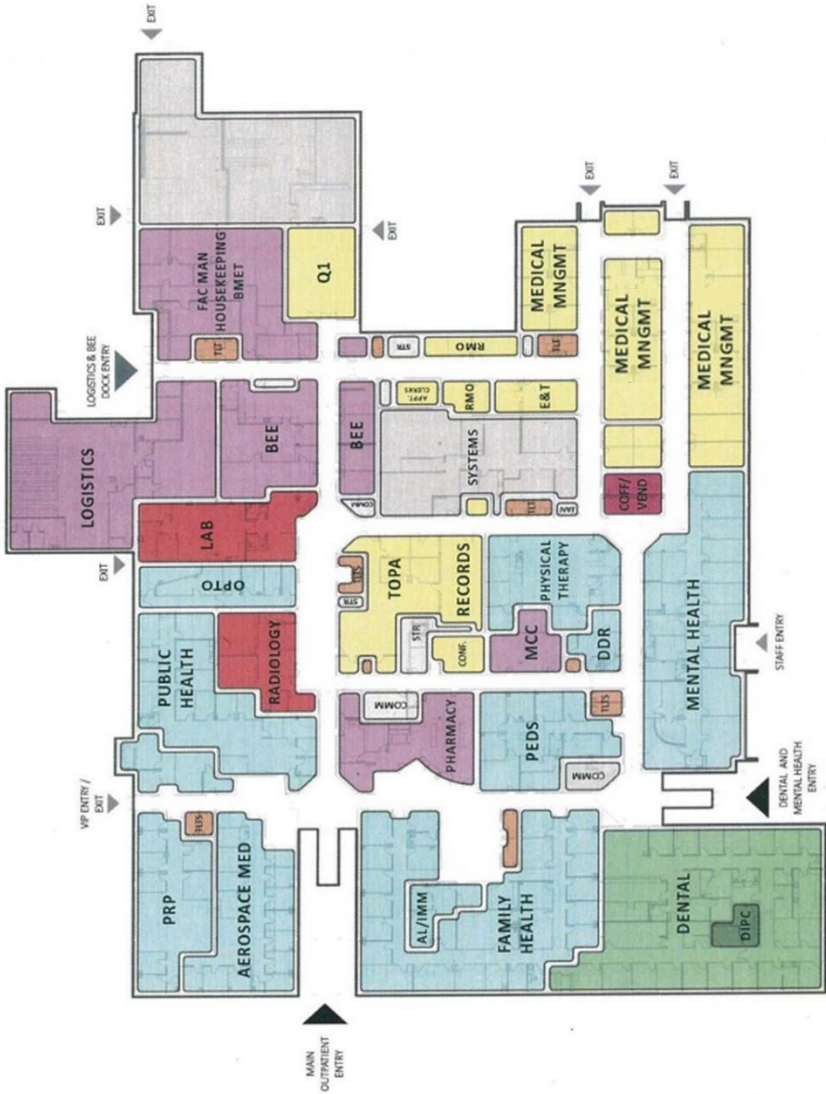 EXIT
EXIT
EXIT
FAC MAN
HOUSEKEEPING
BMET
Q1
TLT
LOGISTICS & BEE
DOCK ENTRY
EXIT
EXIT
MEDICAL
MNGMT
STR
RMO
TLT
MEDICAL
MNGMT
MEDICAL
MNGMT
LOGISTICS
BEE
BEE
APPT.
CLERKS
RMO
E&T
SYSTEMS
COMM
TLT
JAN
COFF/
VEND
EXIT
LAB
OPTO
TLTS
STR
TOPA
RECORDS
STR
CONF.
PHYSICAL
THERAPY
MCC
DDR
MENTAL HEALTH
STAFF ENTRY
PUBLIC
HEALTH
RADIOLOGY
COMM
PHARMACY
PEDS
TLTS
COMM
VIP ENTRY /
EXIT
DENTAL AND
MENTAL HEALTH
ENTRY
PRP
TLTS
AEROSPACE MED
AL/IMM
FAMILY
HEALTH
DENTAL
DIPC
MAIN
OUTPATIENT
ENTRY